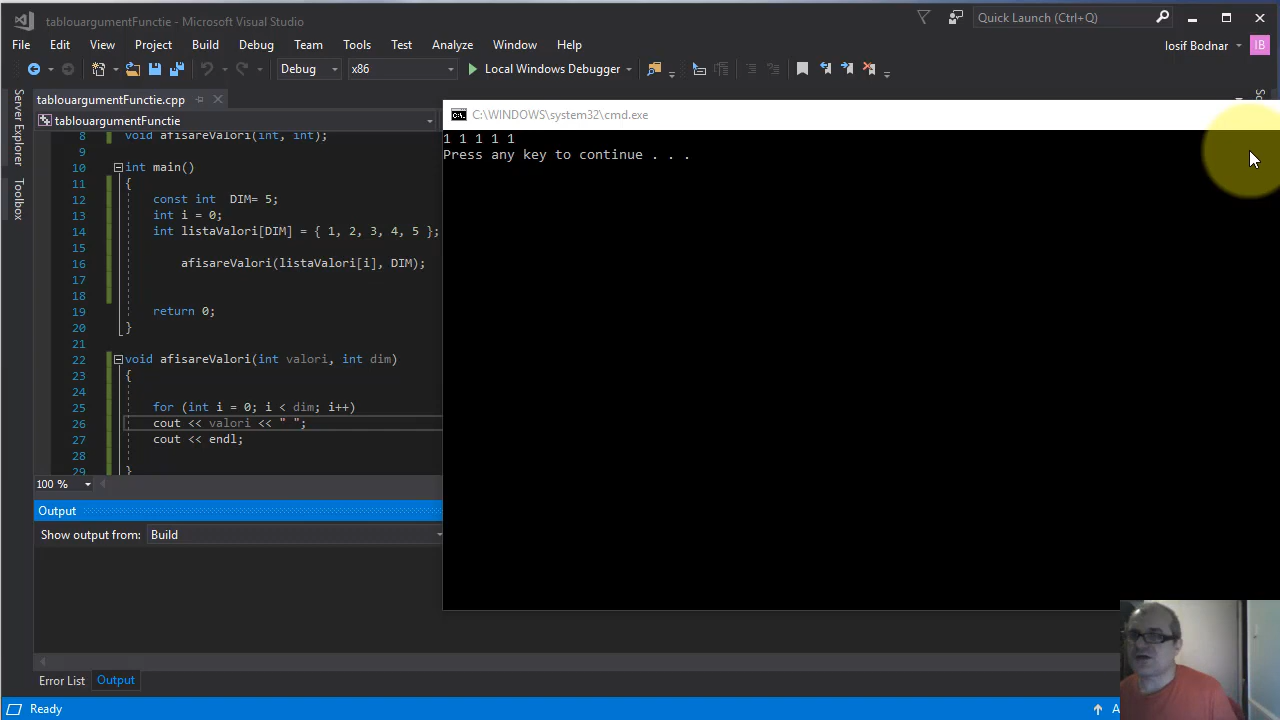 tablouargumentFunctie - Microsoft Visual Studio
Quick Launch (Ctrl+Q)
File Edit View Project Build Debug Team Tools Test Analyze Window Help
Iosif Bodnar IB
Debug x86 Local Windows Debugger
Server Explorer
Toolbox
tablouargumentFunctie.cpp
tablouargumentFunctie
8 void afisareValori(int, int);
9
10 int main()
11 {
12 const int  DIM= 5;
13 int i = 0;
14 int listaValori[DIM] = { 1, 2, 3, 4, 5 };
15
16 afisareValori(listaValori[i], DIM);
17
18
19 return 0;
20 }
21
22 void afisareValori(int valori, int dim)
23 {
24
25 for (int i = 0; i < dim; i++)
26 cout << valori << " ";
27 cout << endl;
28
29 }
100 %
C:\WINDOWS\system32\cmd.exe
1 1 1 1 1
Press any key to continue . . .
Output
Show output from: Build
Error List Output
Ready